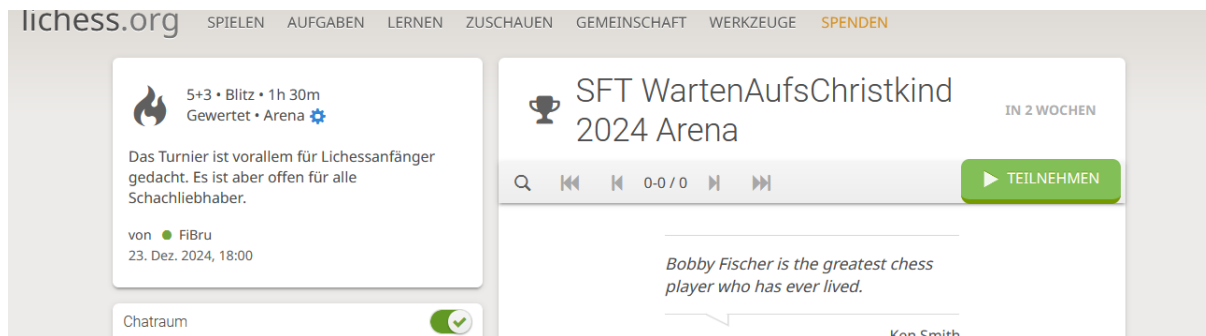 lichess.org SPIELEN AUFGABEN LERNEN ZUSCHAUEN GEMEINSCHAFT WERKZEUGE SPENDEN
5+3 • Blitz • 1h 30m
Gewertet • Arena
Das Turnier ist vorallem für Lichessanfänger
gedacht. Es ist aber offen für alle
Schachliebhaber.
von FiBru
23. Dez. 2024, 18:00
Chatraum
SFT WartenAufsChristkind
2024 Arena
IN 2 WOCHEN
0-0 / 0
TEILNEHMEN
Bobby Fischer is the greatest chess
player who has ever lived.
Ken Smith